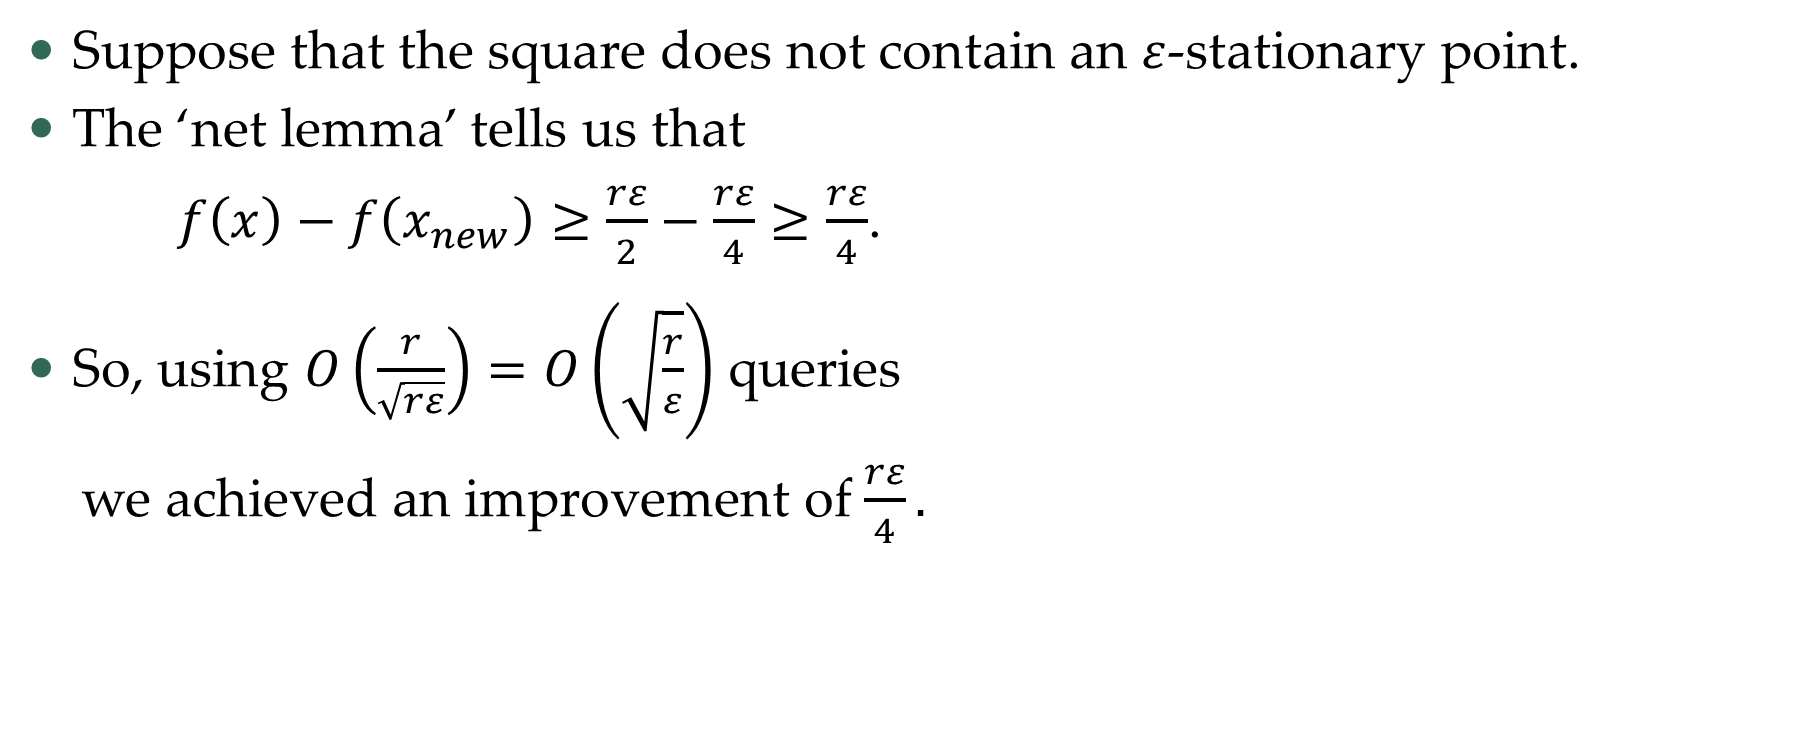 • Suppose that the square does not contain an ε-stationary point.
• The ‘net lemma’ tells us that
f(x) − f(x_new) ≥ rε/2 − rε/4 ≥ rε/4.
• So, using O(r/√(rε)) = O(√(r/ε)) queries
we achieved an improvement of rε/4.